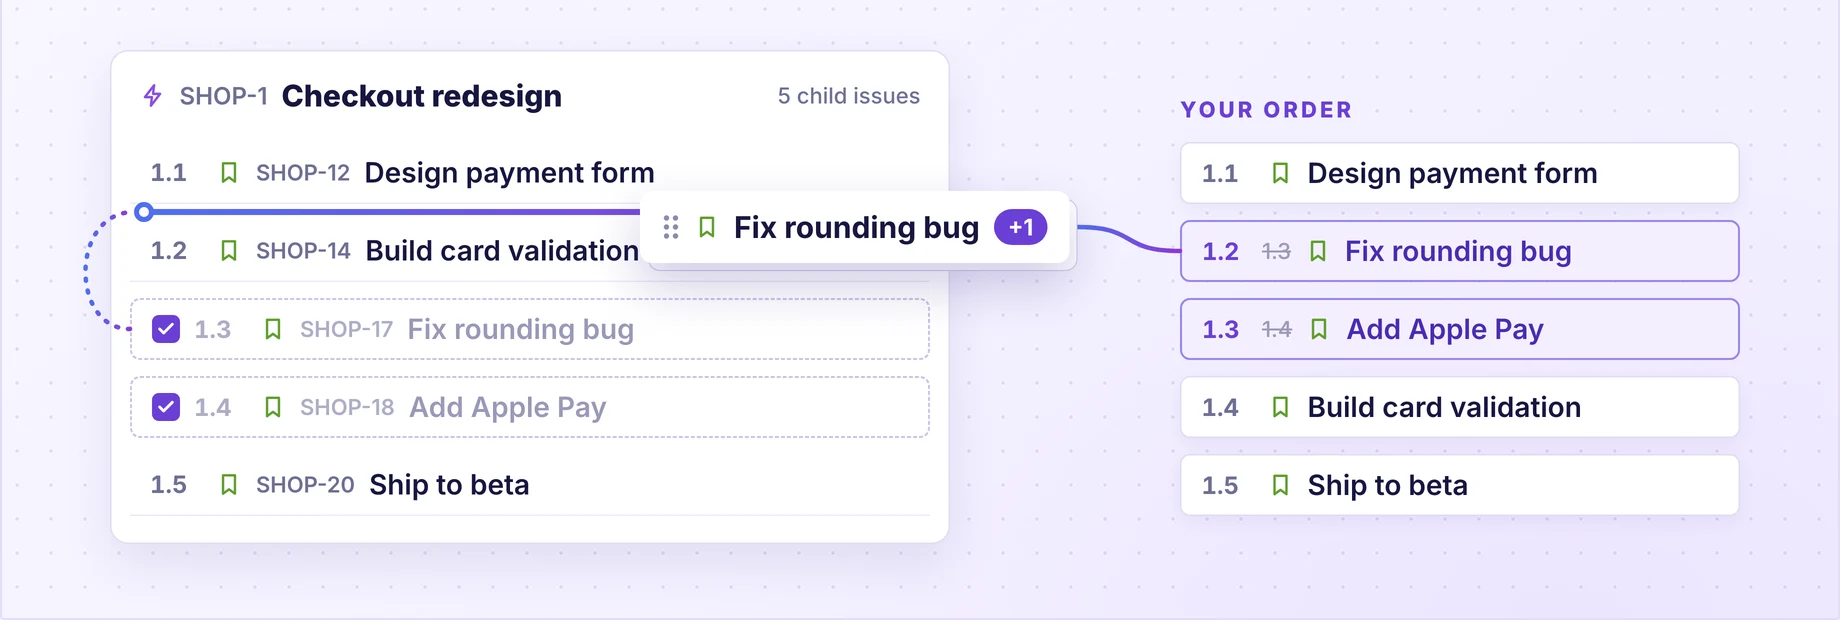 SHOP-1 Checkout redesign 5 child issues
1.1 SHOP-12 Design payment form
Fix rounding bug +1
1.2 SHOP-14 Build card validation
1.3 SHOP-17 Fix rounding bug
1.4 SHOP-18 Add Apple Pay
1.5 SHOP-20 Ship to beta
YOUR ORDER
1.1 Design payment form
1.2 1.3 Fix rounding bug
1.3 1.4 Add Apple Pay
1.4 Build card validation
1.5 Ship to beta